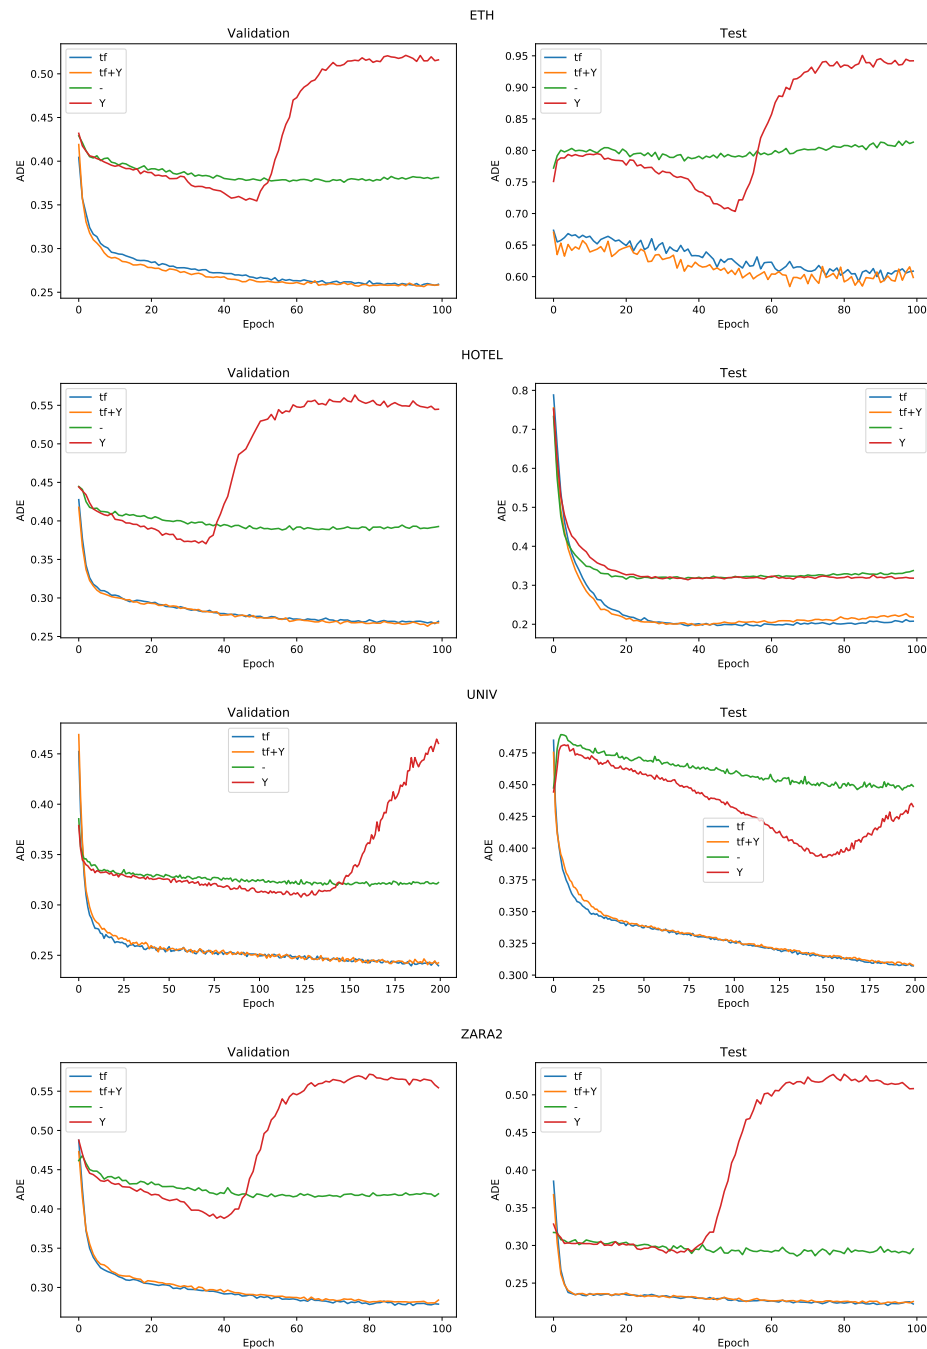 ETH
Validation
Test
tf
tf+Y
-
Y
0.50
0.45
0.40
0.35
0.30
0.25
ADE
0 20 40 60 80 100
Epoch
tf
tf+Y
-
Y
0.95
0.90
0.85
0.80
0.75
0.70
0.65
0.60
ADE
0 20 40 60 80 100
Epoch
HOTEL
Validation
Test
tf
tf+Y
-
Y
0.55
0.50
0.45
0.40
0.35
0.30
0.25
ADE
0 20 40 60 80 100
Epoch
tf
tf+Y
-
Y
0.8
0.7
0.6
0.5
0.4
0.3
0.2
ADE
0 20 40 60 80 100
Epoch
UNIV
Validation
Test
tf
tf+Y
-
Y
0.45
0.40
0.35
0.30
0.25
ADE
0 25 50 75 100 125 150 175 200
Epoch
tf
tf+Y
-
Y
0.475
0.450
0.425
0.400
0.375
0.350
0.325
0.300
ADE
0 25 50 75 100 125 150 175 200
Epoch
ZARA2
Validation
Test
tf
tf+Y
-
Y
0.55
0.50
0.45
0.40
0.35
0.30
ADE
0 20 40 60 80 100
Epoch
tf
tf+Y
-
Y
0.50
0.45
0.40
0.35
0.30
0.25
ADE
0 20 40 60 80 100
Epoch